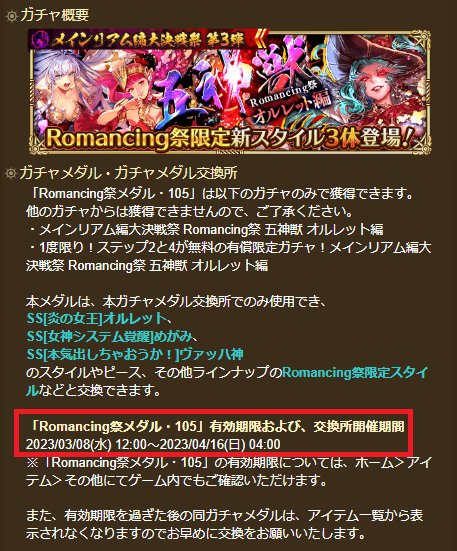 ガチャ概要
メインリアム編大決戦祭 第3弾
五神獣
Romancing祭
オルレット編
Romancing祭限定新スタイル3体登場!
ガチャメダル・ガチャメダル交換所
「Romancing祭メダル・105」は以下のガチャのみで獲得できます。
他のガチャからは獲得できませんので、ご了承ください。
・メインリアム編大決戦祭 Romancing祭 五神獣 オルレット編
・1度限り！ステップ2と4が無料の有償限定ガチャ！メインリアム編大
決戦祭 Romancing祭 五神獣 オルレット編
本メダルは、本ガチャメダル交換所でのみ使用でき、
SS[炎の女王]オルレット、
SS[女神システム覚醒]めがみ、
SS[本気出しちゃおうか！]ヴァッハ神
のスタイルやピース、その他ラインナップのRomancing祭限定スタイ
ルなどと交換できます。
「Romancing祭メダル・105」有効期限および、交換所開催期間
2023/03/08(水) 12:00～2023/04/16(日) 04:00
※「Romancing祭メダル・105」の有効期限については、ホーム＞アイ
テム＞その他にてゲーム内でもご確認いただけます。
また、有効期限を過ぎた後の同ガチャメダルは、アイテム一覧から表
示されなくなりますのでお早めに交換をお願いいたします。